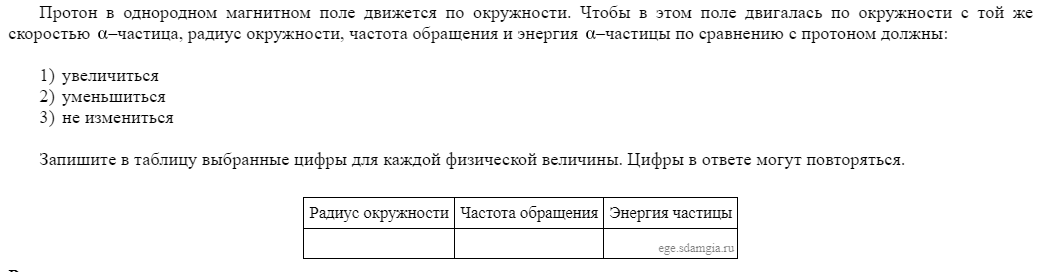 Протон в однородном магнитном поле движется по окружности. Чтобы в этом поле двигалась по окружности с той же
скоростью α–частица, радиус окружности, частота обращения и энергия α–частицы по сравнению с протоном должны:
1) увеличиться
2) уменьшиться
3) не измениться
Запишите в таблицу выбранные цифры для каждой физической величины. Цифры в ответе могут повторяться.
Радиус окружности Частота обращения Энергия частицы
ege.sdamgia.ru